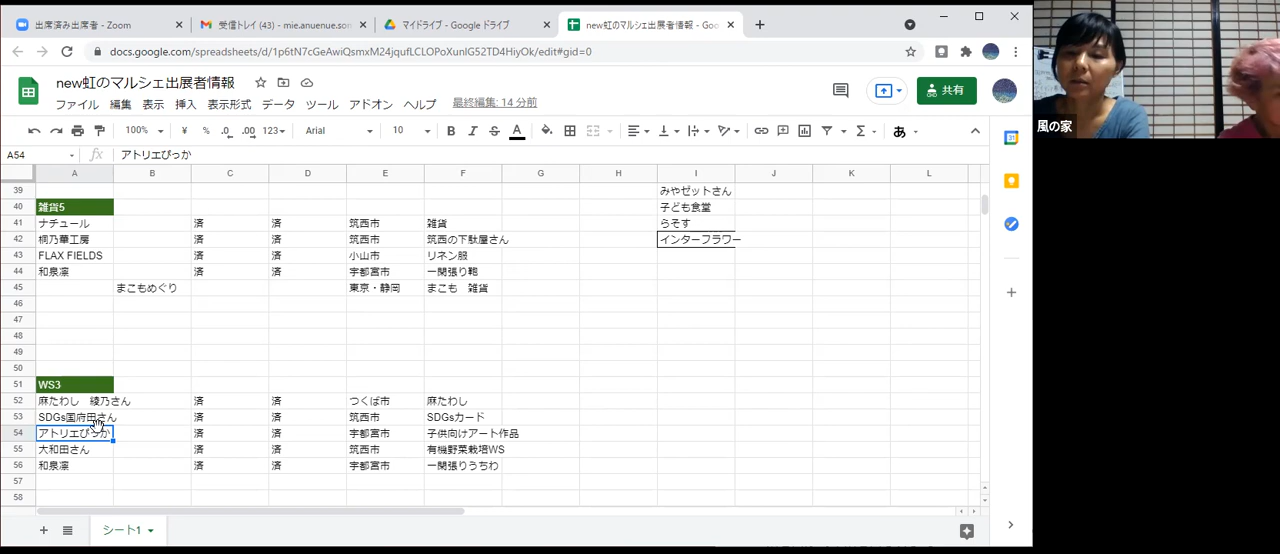 出席済み出席者 - Zoom
受信トレイ (43) - mie.anuenue.sor
マイドライブ - Google ドライブ
new虹のマルシェ出展者情報 - Goo
docs.google.com/spreadsheets/d/1p6tN7cGeAwiQsmxM24jqufLCLOPoXunIG52TD4HiyOk/edit#gid=0
new虹のマルシェ出展者情報
ファイル 編集 表示 挿入 表示形式 データ ツール アドオン ヘルプ 最終編集: 14 分前
共有
100% ¥ % .0 .00 123 Arial 10 B I S A あ
A54 fx アトリエぴっか
A B C D E F G H I J K L
39 みやゼットさん
40 雑貨5 子ども食堂
41 ナチュール 済 済 筑西市 雑貨 らそす
42 桐乃華工房 済 済 筑西市 筑西の下駄屋さん インターフラワー
43 FLAX FIELDS 済 済 小山市 リネン服
44 和泉凛 済 済 宇都宮市 一閑張り鞄
45 まこもめぐり 東京・静岡 まこも 雑貨
46
47
48
49
50
51 WS3
52 麻たわし 綾乃さん 済 済 つくば市 麻たわし
53 SDGs国府田さん 済 済 筑西市 SDGsカード
54 アトリエぴっか 済 済 宇都宮市 子供向けアート作品
55 大和田さん 済 済 筑西市 有機野菜栽培WS
56 和泉凛 済 済 宇都宮市 一閑張りうちわ
57
58
シート1
風の家
31